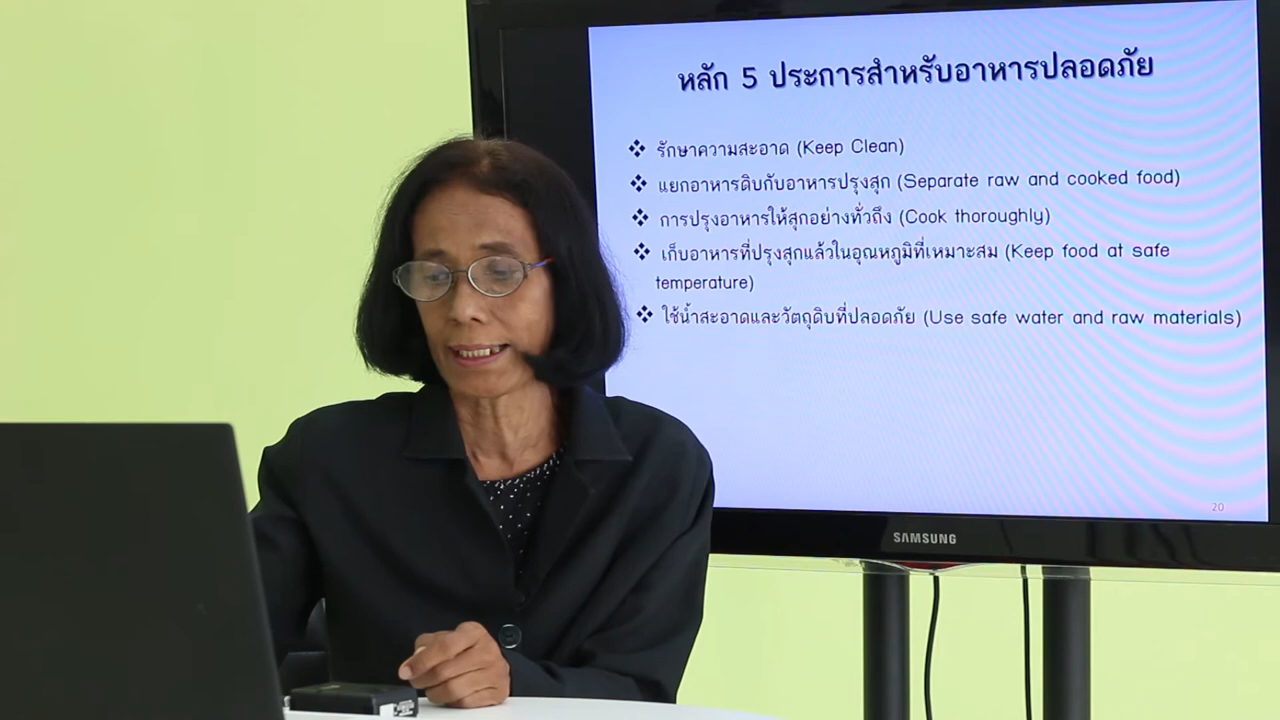 หลัก 5 ประการสำหรับอาหารปลอดภัย
❖ รักษาความสะอาด (Keep Clean)
❖ แยกอาหารดิบกับอาหารปรุงสุก (Separate raw and cooked food)
❖ การปรุงอาหารให้สุกอย่างทั่วถึง (Cook thoroughly)
❖ เก็บอาหารที่ปรุงสุกแล้วในอุณหภูมิที่เหมาะสม (Keep food at safe
temperature)
❖ ใช้น้ำสะอาดและวัตถุดิบที่ปลอดภัย (Use safe water and raw materials)
20
SAMSUNG